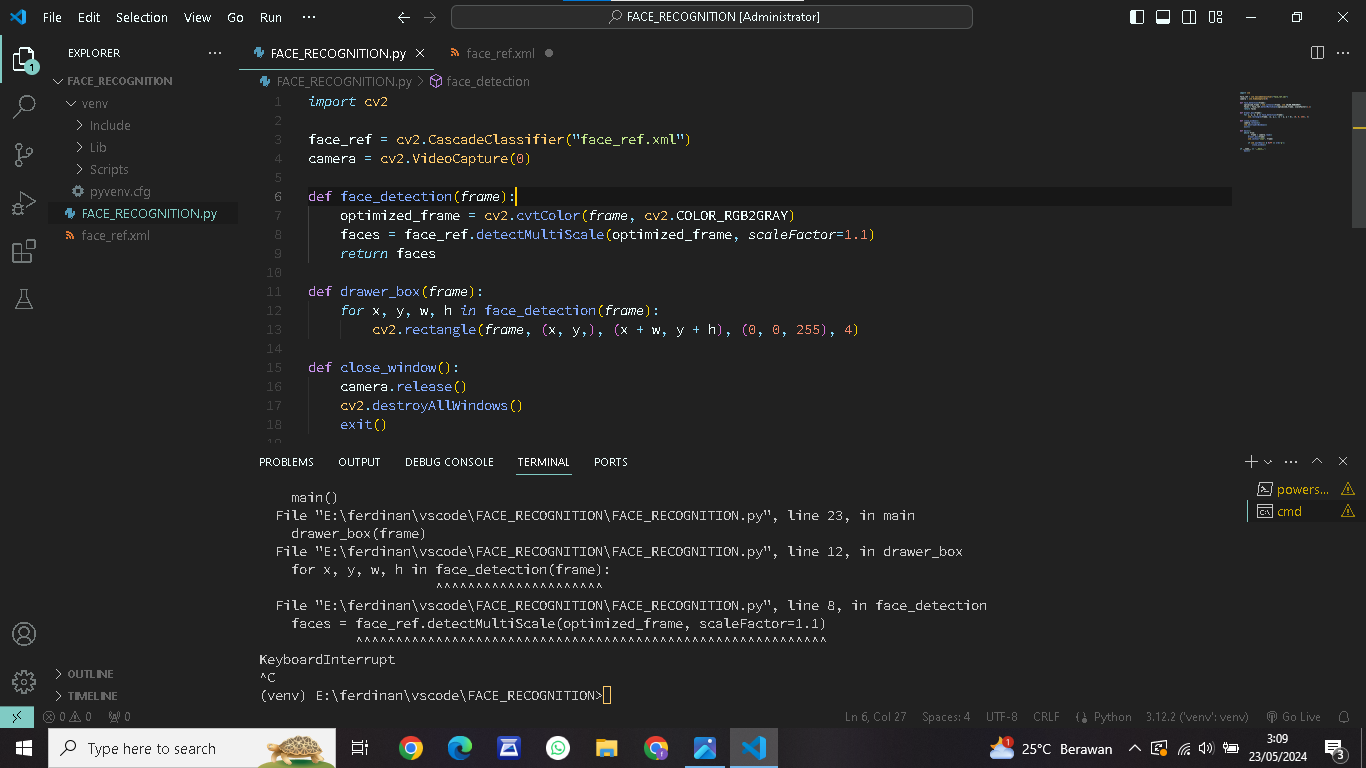 File Edit Selection View Go Run ··· FACE_RECOGNITION [Administrator]
EXPLORER ···
FACE_RECOGNITION
venv
Include
Lib
Scripts
pyvenv.cfg
FACE_RECOGNITION.py
face_ref.xml
OUTLINE
TIMELINE
1
FACE_RECOGNITION.py face_ref.xml
FACE_RECOGNITION.py > face_detection
1 import cv2
2
3 face_ref = cv2.CascadeClassifier("face_ref.xml")
4 camera = cv2.VideoCapture(0)
5
6 def face_detection(frame):
7     optimized_frame = cv2.cvtColor(frame, cv2.COLOR_RGB2GRAY)
8     faces = face_ref.detectMultiScale(optimized_frame, scaleFactor=1.1)
9     return faces
10
11 def drawer_box(frame):
12     for x, y, w, h in face_detection(frame):
13         cv2.rectangle(frame, (x, y,), (x + w, y + h), (0, 0, 255), 4)
14
15 def close_window():
16     camera.release()
17     cv2.destroyAllWindows()
18     exit()
PROBLEMS OUTPUT DEBUG CONSOLE TERMINAL PORTS
    main()
  File "E:\ferdinan\vscode\FACE_RECOGNITION\FACE_RECOGNITION.py", line 23, in main
    drawer_box(frame)
  File "E:\ferdinan\vscode\FACE_RECOGNITION\FACE_RECOGNITION.py", line 12, in drawer_box
    for x, y, w, h in face_detection(frame):
                      ^^^^^^^^^^^^^^^^^^^^^
  File "E:\ferdinan\vscode\FACE_RECOGNITION\FACE_RECOGNITION.py", line 8, in face_detection
    faces = face_ref.detectMultiScale(optimized_frame, scaleFactor=1.1)
            ^^^^^^^^^^^^^^^^^^^^^^^^^^^^^^^^^^^^^^^^^^^^^^^^^^^^^^^^^^^
KeyboardInterrupt
^C
(venv) E:\ferdinan\vscode\FACE_RECOGNITION>
powers...
cmd
0 0 0 Ln 6, Col 27 Spaces: 4 UTF-8 CRLF Python 3.12.2 ('venv': venv) Go Live
Type here to search 1 25°C Berawan 3:09
23/05/2024
3